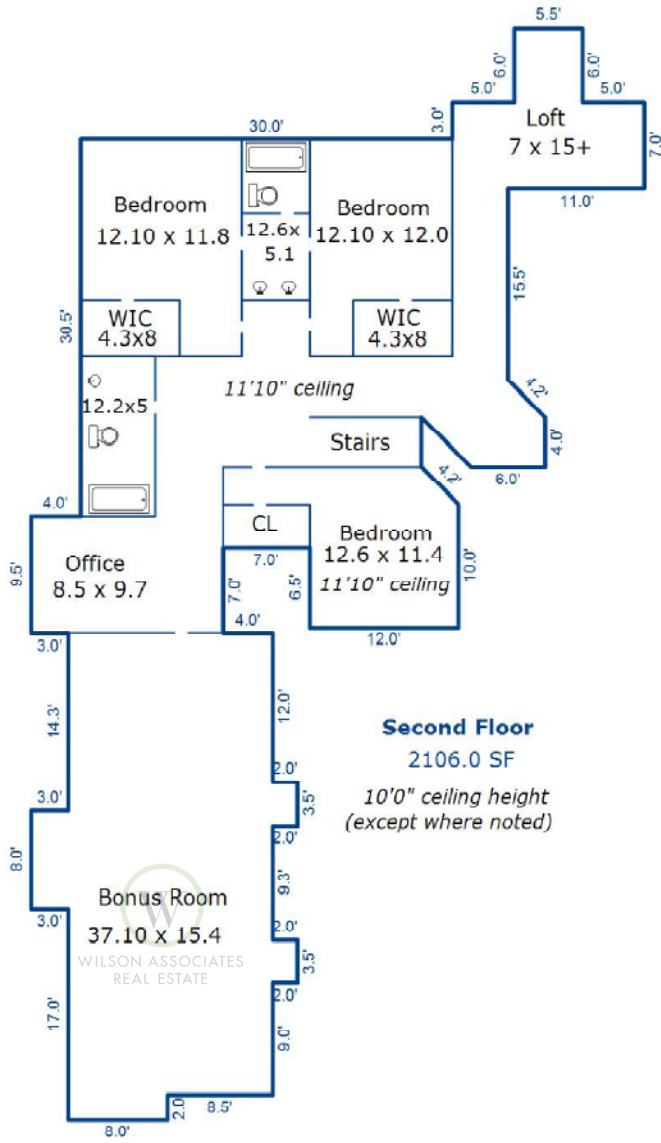 5.5'
6.0'
6.0'
5.0'
5.0'
3.0'
Loft
7 x 15+
7.0'
11.0'
30.0'
Bedroom
12.10 x 11.8
12.6x
5.1
Bedroom
12.10 x 12.0
15.5'
30.5'
WIC
4.3x8
WIC
4.3x8
11'10" ceiling
12.2x5
4.2'
4.0'
Stairs
6.0'
4.2'
4.0'
CL
Bedroom
12.6 x 11.4
11'10" ceiling
10.0'
Office
8.5 x 9.7
9.5'
7.0'
7.0'
6.5'
12.0'
4.0'
3.0'
14.3'
12.0'
Second Floor
2106.0 SF
10'0" ceiling height
(except where noted)
2.0'
3.5'
2.0'
3.0'
8.0'
9.3'
Bonus Room
37.10 x 15.4
W
WILSON ASSOCIATES
REAL ESTATE
3.0'
2.0'
3.5'
2.0'
17.0'
9.0'
2.0
8.5'
8.0'